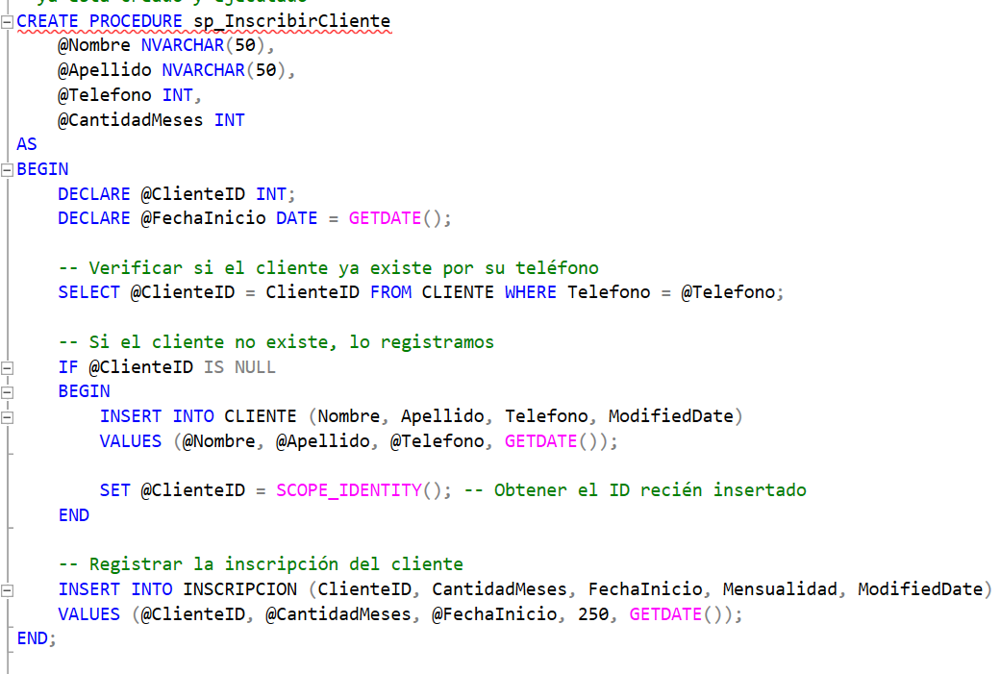 ya está creado y ejecutado
CREATE PROCEDURE sp_InscribirCliente
@Nombre NVARCHAR(50),
@Apellido NVARCHAR(50),
@Telefono INT,
@CantidadMeses INT
AS
BEGIN
DECLARE @ClienteID INT;
DECLARE @FechaInicio DATE = GETDATE();
-- Verificar si el cliente ya existe por su teléfono
SELECT @ClienteID = ClienteID FROM CLIENTE WHERE Telefono = @Telefono;
-- Si el cliente no existe, lo registramos
IF @ClienteID IS NULL
BEGIN
INSERT INTO CLIENTE (Nombre, Apellido, Telefono, ModifiedDate)
VALUES (@Nombre, @Apellido, @Telefono, GETDATE());
SET @ClienteID = SCOPE_IDENTITY(); -- Obtener el ID recién insertado
END
-- Registrar la inscripción del cliente
INSERT INTO INSCRIPCION (ClienteID, CantidadMeses, FechaInicio, Mensualidad, ModifiedDate)
VALUES (@ClienteID, @CantidadMeses, @FechaInicio, 250, GETDATE());
END;